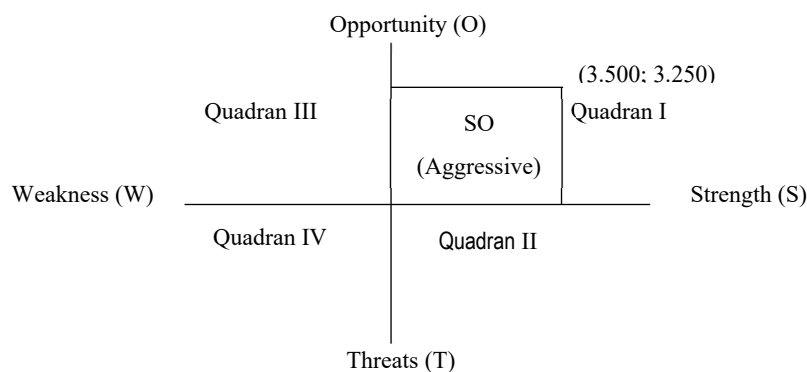 Opportunity (O)
(3.500; 3.250)
Quadran III
Quadran I
SO
(Aggressive)
Weakness (W)
Strength (S)
Quadran IV
Quadran II
Threats (T)